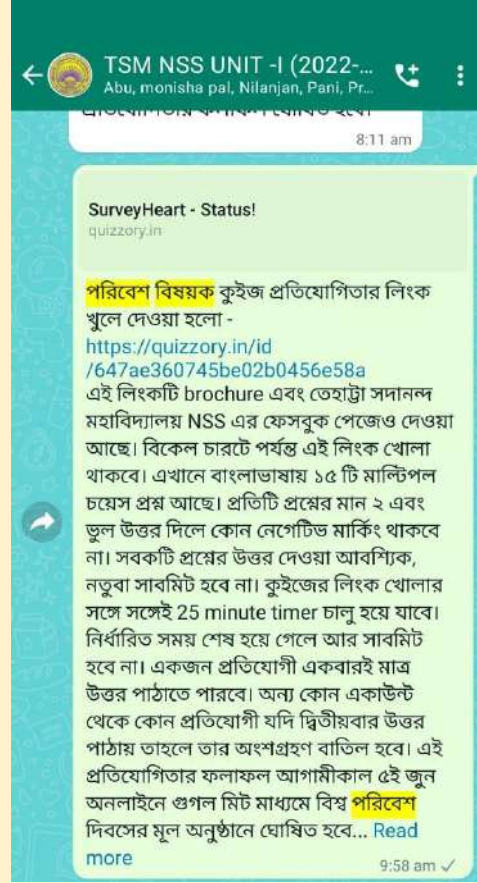 TSM NSS UNIT -I (2022-...
Abu, monisha pal, Nilanjan, Pani, Pr...
8:11 am
SurveyHeart - Status!
quizzory.in
পরিবেশ বিষয়ক কুইজ প্রতিযোগিতার লিংক
খুলে দেওয়া হলো -
https://quizzory.in/id
/647ae360745be02b0456e58a
এই লিংকটি brochure এবং তেহাট্টা সদানন্দ
মহাবিদ্যালয় NSS এর ফেসবুক পেজেও দেওয়া
আছে। বিকেল চারটে পর্যন্ত এই লিংক খোলা
থাকবে। এখানে বাংলাভাষায় ১৫ টি মাল্টিপল
চয়েস প্রশ্ন আছে। প্রতিটি প্রশ্নের মান ২ এবং
ভুল উত্তর দিলে কোন নেগেটিভ মার্কিং থাকবে
না। সবকটি প্রশ্নের উত্তর দেওয়া আবশ্যিক,
নতুবা সাবমিট হবে না। কুইজের লিংক খোলার
সঙ্গে সঙ্গেই 25 minute timer চালু হয়ে যাবে।
নির্ধারিত সময় শেষ হয়ে গেলে আর সাবমিট
হবে না। একজন প্রতিযোগী একবারই মাত্র
উত্তর পাঠাতে পারবে। অন্য কোন একাউন্ট
থেকে কোন প্রতিযোগী যদি দ্বিতীয়বার উত্তর
পাঠায় তাহলে তার অংশগ্রহণ বাতিল হবে। এই
প্রতিযোগিতার ফলাফল আগামীকাল ৫ই জুন
অনলাইনে গুগল মিট মাধ্যমে বিশ্ব পরিবেশ
দিবসের মূল অনুষ্ঠানে ঘোষিত হবে... Read
more
9:58 am